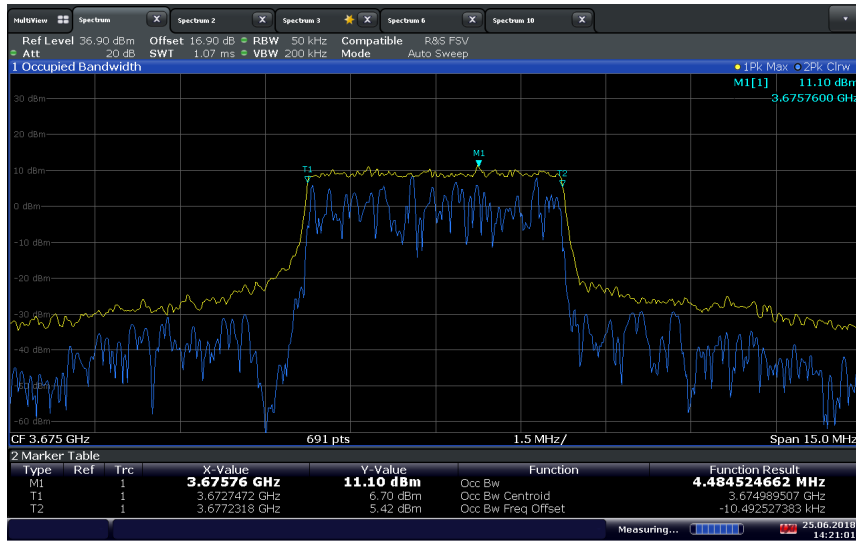 MultiView Spectrum X Spectrum 2 X Spectrum 3 X Spectrum 6 X Spectrum 10 X
Ref Level 36.90 dBm Offset 16.90 dB RBW 50 kHz Compatible R&S FSV
Att 20 dB SWT 1.07 ms VBW 200 kHz Mode Auto Sweep
1 Occupied Bandwidth 1Pk Max 2Pk Clrw
M1[1] 11.10 dBm
3.6757600 GHz
30 dBm
20 dBm
M1
10 dBm T1 T2
0 dBm
-10 dBm
-20 dBm
-30 dBm
-40 dBm
-50 dBm
-60 dBm
CF 3.675 GHz 691 pts 1.5 MHz/ Span 15.0 MHz
2 Marker Table
Type Ref Trc X-Value Y-Value Function Function Result
M1 1 3.67576 GHz 11.10 dBm Occ Bw 4.484524662 MHz
T1 1 3.6727472 GHz 6.70 dBm Occ Bw Centroid 3.674989507 GHz
T2 1 3.6772318 GHz 5.42 dBm Occ Bw Freq Offset -10.492527383 kHz
Measuring... 25.06.2018
14:21:01